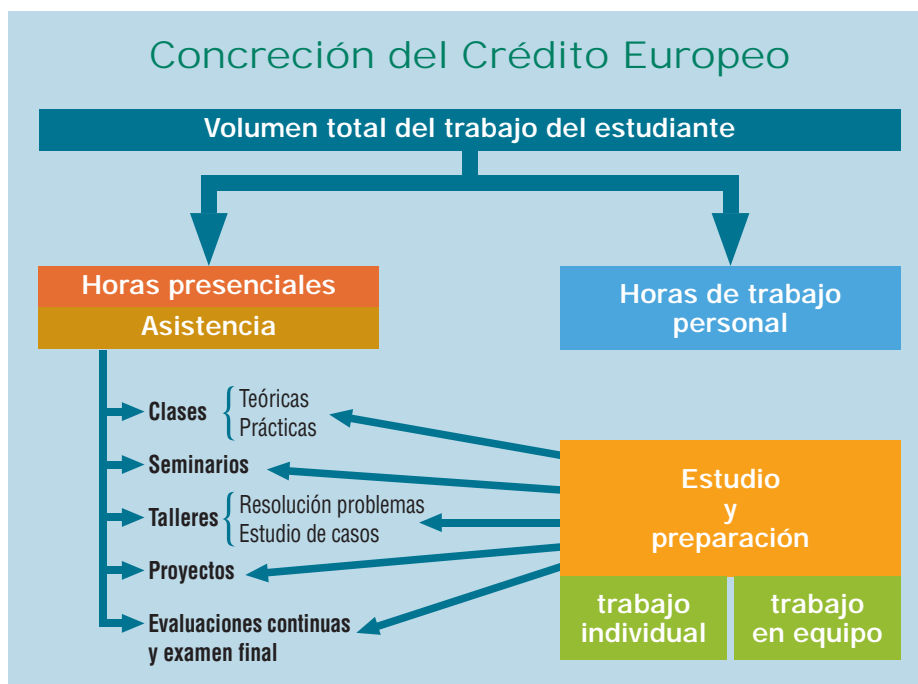 Concreción del Crédito Europeo
Volumen total del trabajo del estudiante
Horas presenciales
Asistencia
Horas de trabajo
personal
Clases
Teóricas
Prácticas
Seminarios
Talleres
Resolución problemas
Estudio de casos
Proyectos
Evaluaciones continuas
y examen final
Estudio
y
preparación
trabajo
individual
trabajo
en equipo